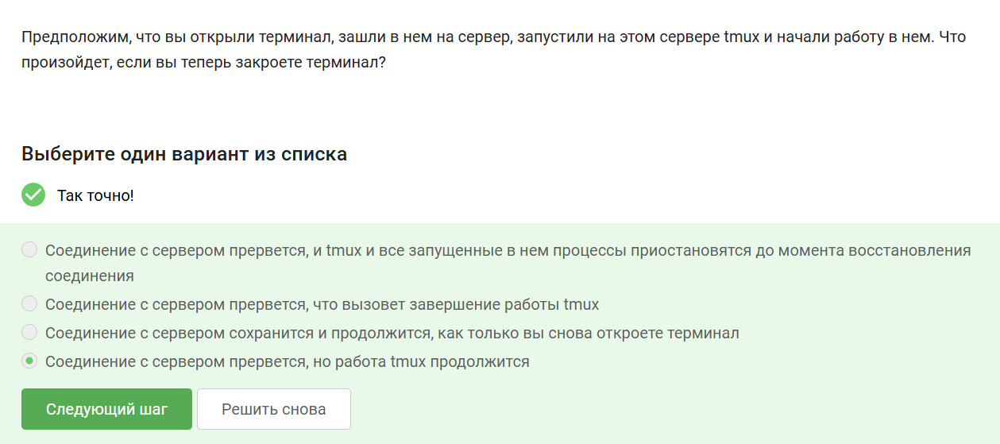 Предположим, что вы открыли терминал, зашли в нем на сервер, запустили на этом сервере tmux и начали работу в нем. Что
произойдет, если вы теперь закроете терминал?
Выберите один вариант из списка
Так точно!
Соединение с сервером прервется, и tmux и все запущенные в нем процессы приостановятся до момента восстановления
соединения
Соединение с сервером прервется, что вызовет завершение работы tmux
Соединение с сервером сохранится и продолжится, как только вы снова откроете терминал
Соединение с сервером прервется, но работа tmux продолжится
Следующий шаг
Решить снова